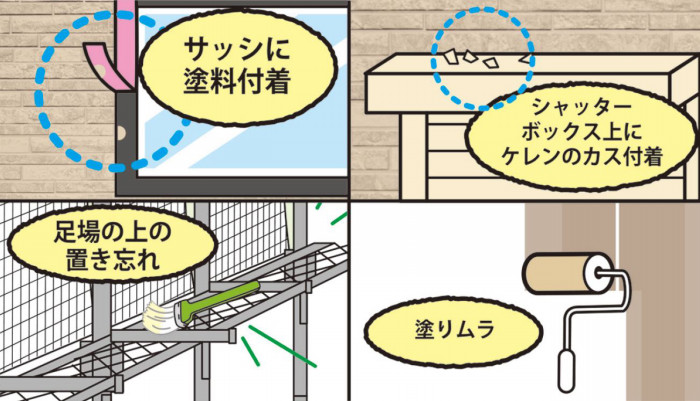 サッシに
塗料付着
シャッター
ボックス上に
ケレンのカス付着
足場の上の
置き忘れ
塗りムラ